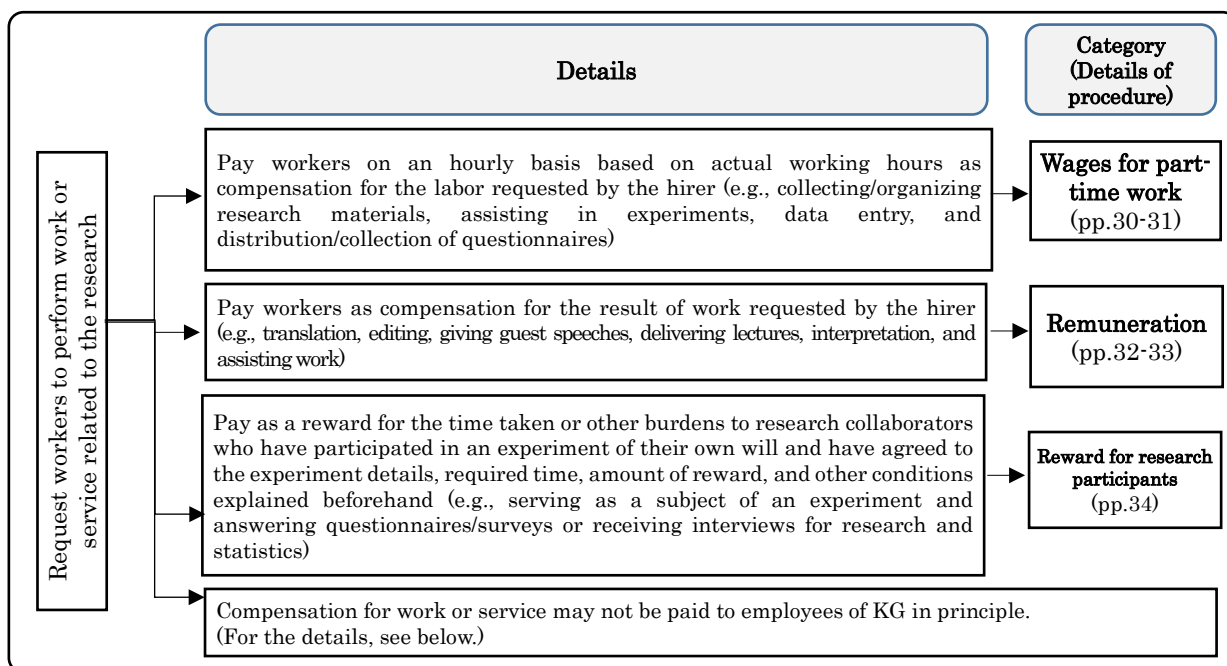 Details
Category
(Details of
procedure)
Request workers to perform work or
service related to the research
Pay workers on an hourly basis based on actual working hours as
compensation for the labor requested by the hirer (e.g., collecting/organizing
research materials, assisting in experiments, data entry, and
distribution/collection of questionnaires)
Wages for part-
time work
(pp.30-31)
Pay workers as compensation for the result of work requested by the hirer
(e.g., translation, editing, giving guest speeches, delivering lectures, interpretation, and
assisting work)
Remuneration
(pp.32-33)
Pay as a reward for the time taken or other burdens to research collaborators
who have participated in an experiment of their own will and have agreed to
the experiment details, required time, amount of reward, and other conditions
explained beforehand (e.g., serving as a subject of an experiment and
answering questionnaires/surveys or receiving interviews for research and
statistics)
Reward for research
participants
(pp.34)
Compensation for work or service may not be paid to employees of KG in principle.
(For the details, see below.)